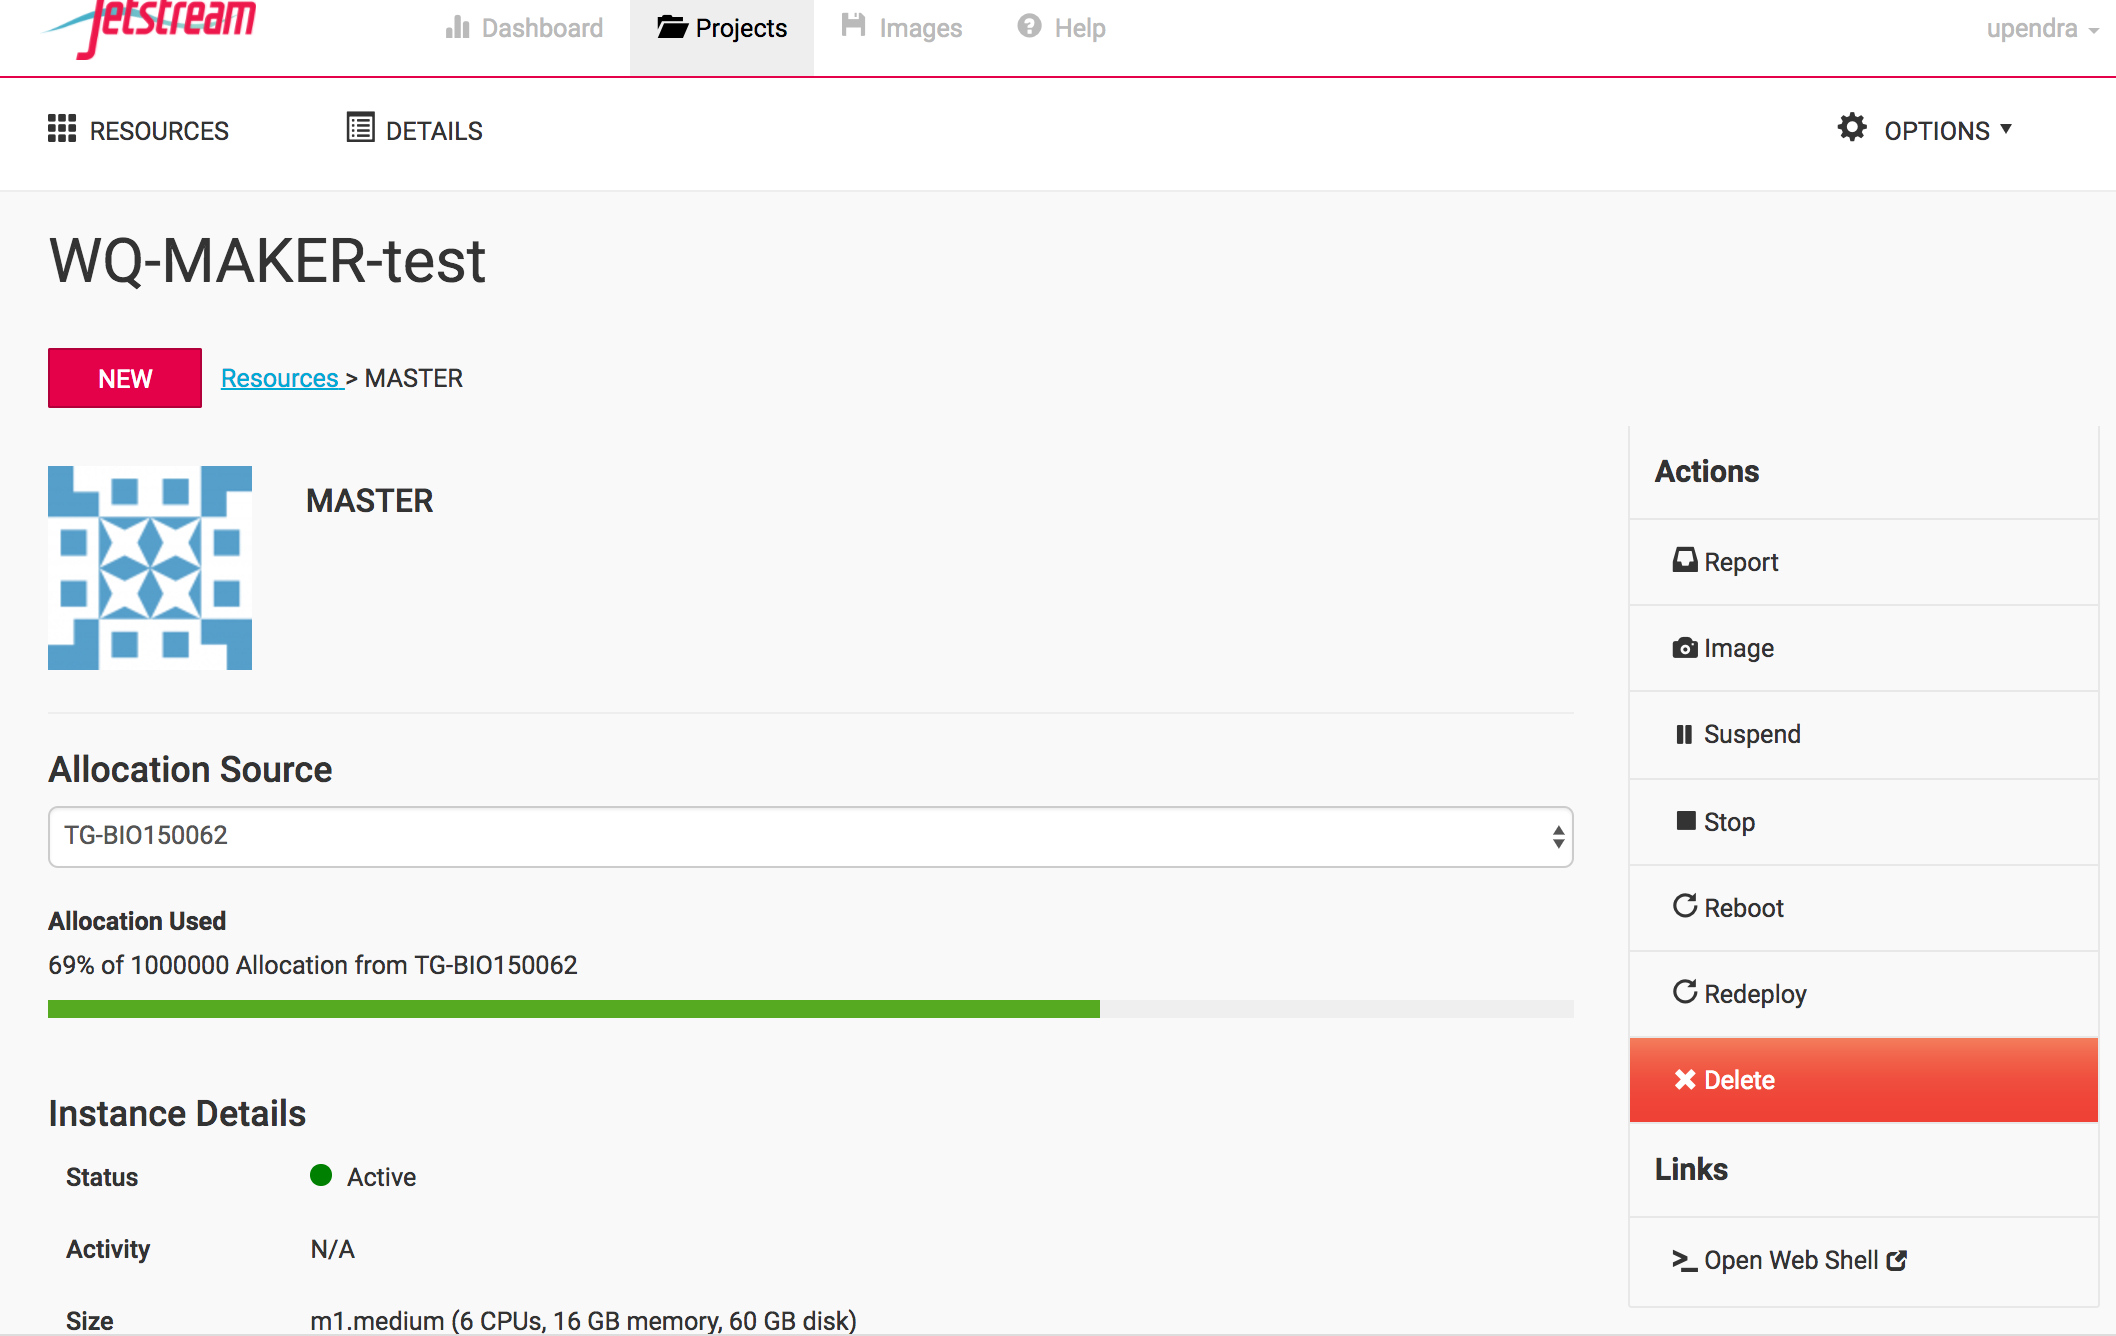 Jetstream
Dashboard Projects Images Help upendra
RESOURCES DETAILS OPTIONS
WQ-MAKER-test
NEW Resources > MASTER
MASTER
Allocation Source
TG-BIO150062
Allocation Used
69% of 1000000 Allocation from TG-BIO150062
Instance Details
Status Active
Activity N/A
Size m1.medium (6 CPUs, 16 GB memory, 60 GB disk)
Actions
Report
Image
Suspend
Stop
Reboot
Redeploy
Delete
Links
Open Web Shell